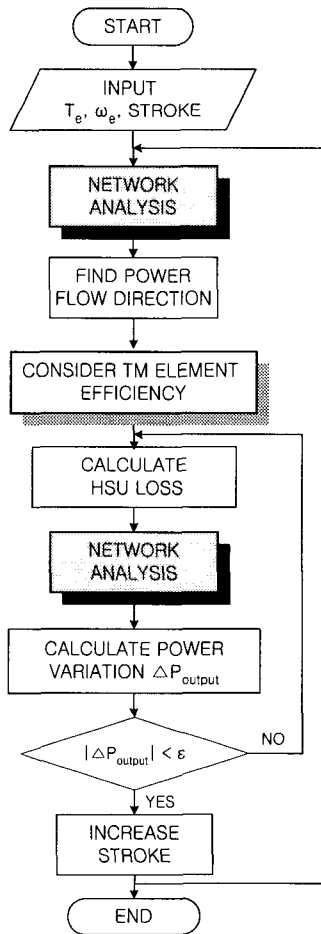 START
INPUT
Tₑ, ωₑ, STROKE
NETWORK
ANALYSIS
FIND POWER
FLOW DIRECTION
CONSIDER TM ELEMENT
EFFICIENCY
CALCULATE
HSU LOSS
NETWORK
ANALYSIS
CALCULATE POWER
VARIATION △P_output
|△P_output| < ε
NO
YES
INCREASE
STROKE
END